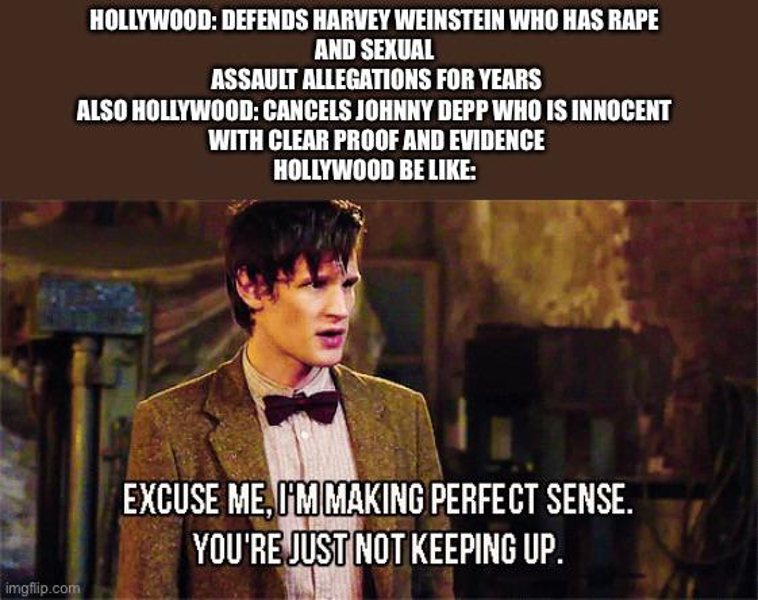 HOLLYWOOD: DEFENDS HARVEY WEINSTEIN WHO HAS RAPE
AND SEXUAL
ASSAULT ALLEGATIONS FOR YEARS
ALSO HOLLYWOOD: CANCELS JOHNNY DEPP WHO IS INNOCENT
WITH CLEAR PROOF AND EVIDENCE
HOLLYWOOD BE LIKE:
EXCUSE ME, I'M MAKING PERFECT SENSE.
YOU'RE JUST NOT KEEPING UP.
imgflip.com